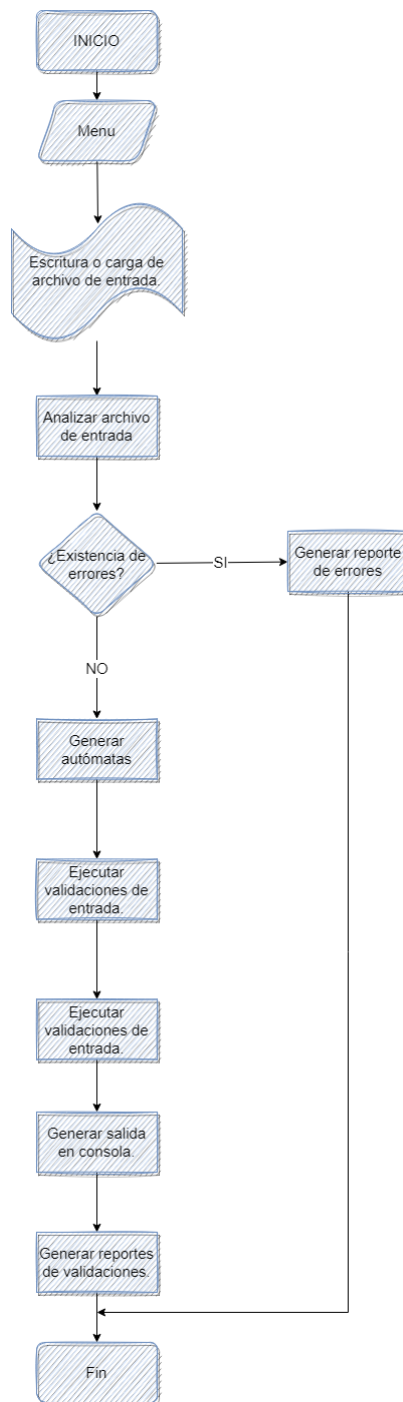 INICIO
Menu
Escritura o carga de
archivo de entrada.
Analizar archivo
de entrada
¿Existencia de
errores?
SI
Generar reporte
de errores
NO
Generar
autómatas
Ejecutar
validaciones de
entrada.
Ejecutar
validaciones de
entrada.
Generar salida
en consola.
Generar reportes
de validaciones.
Fin